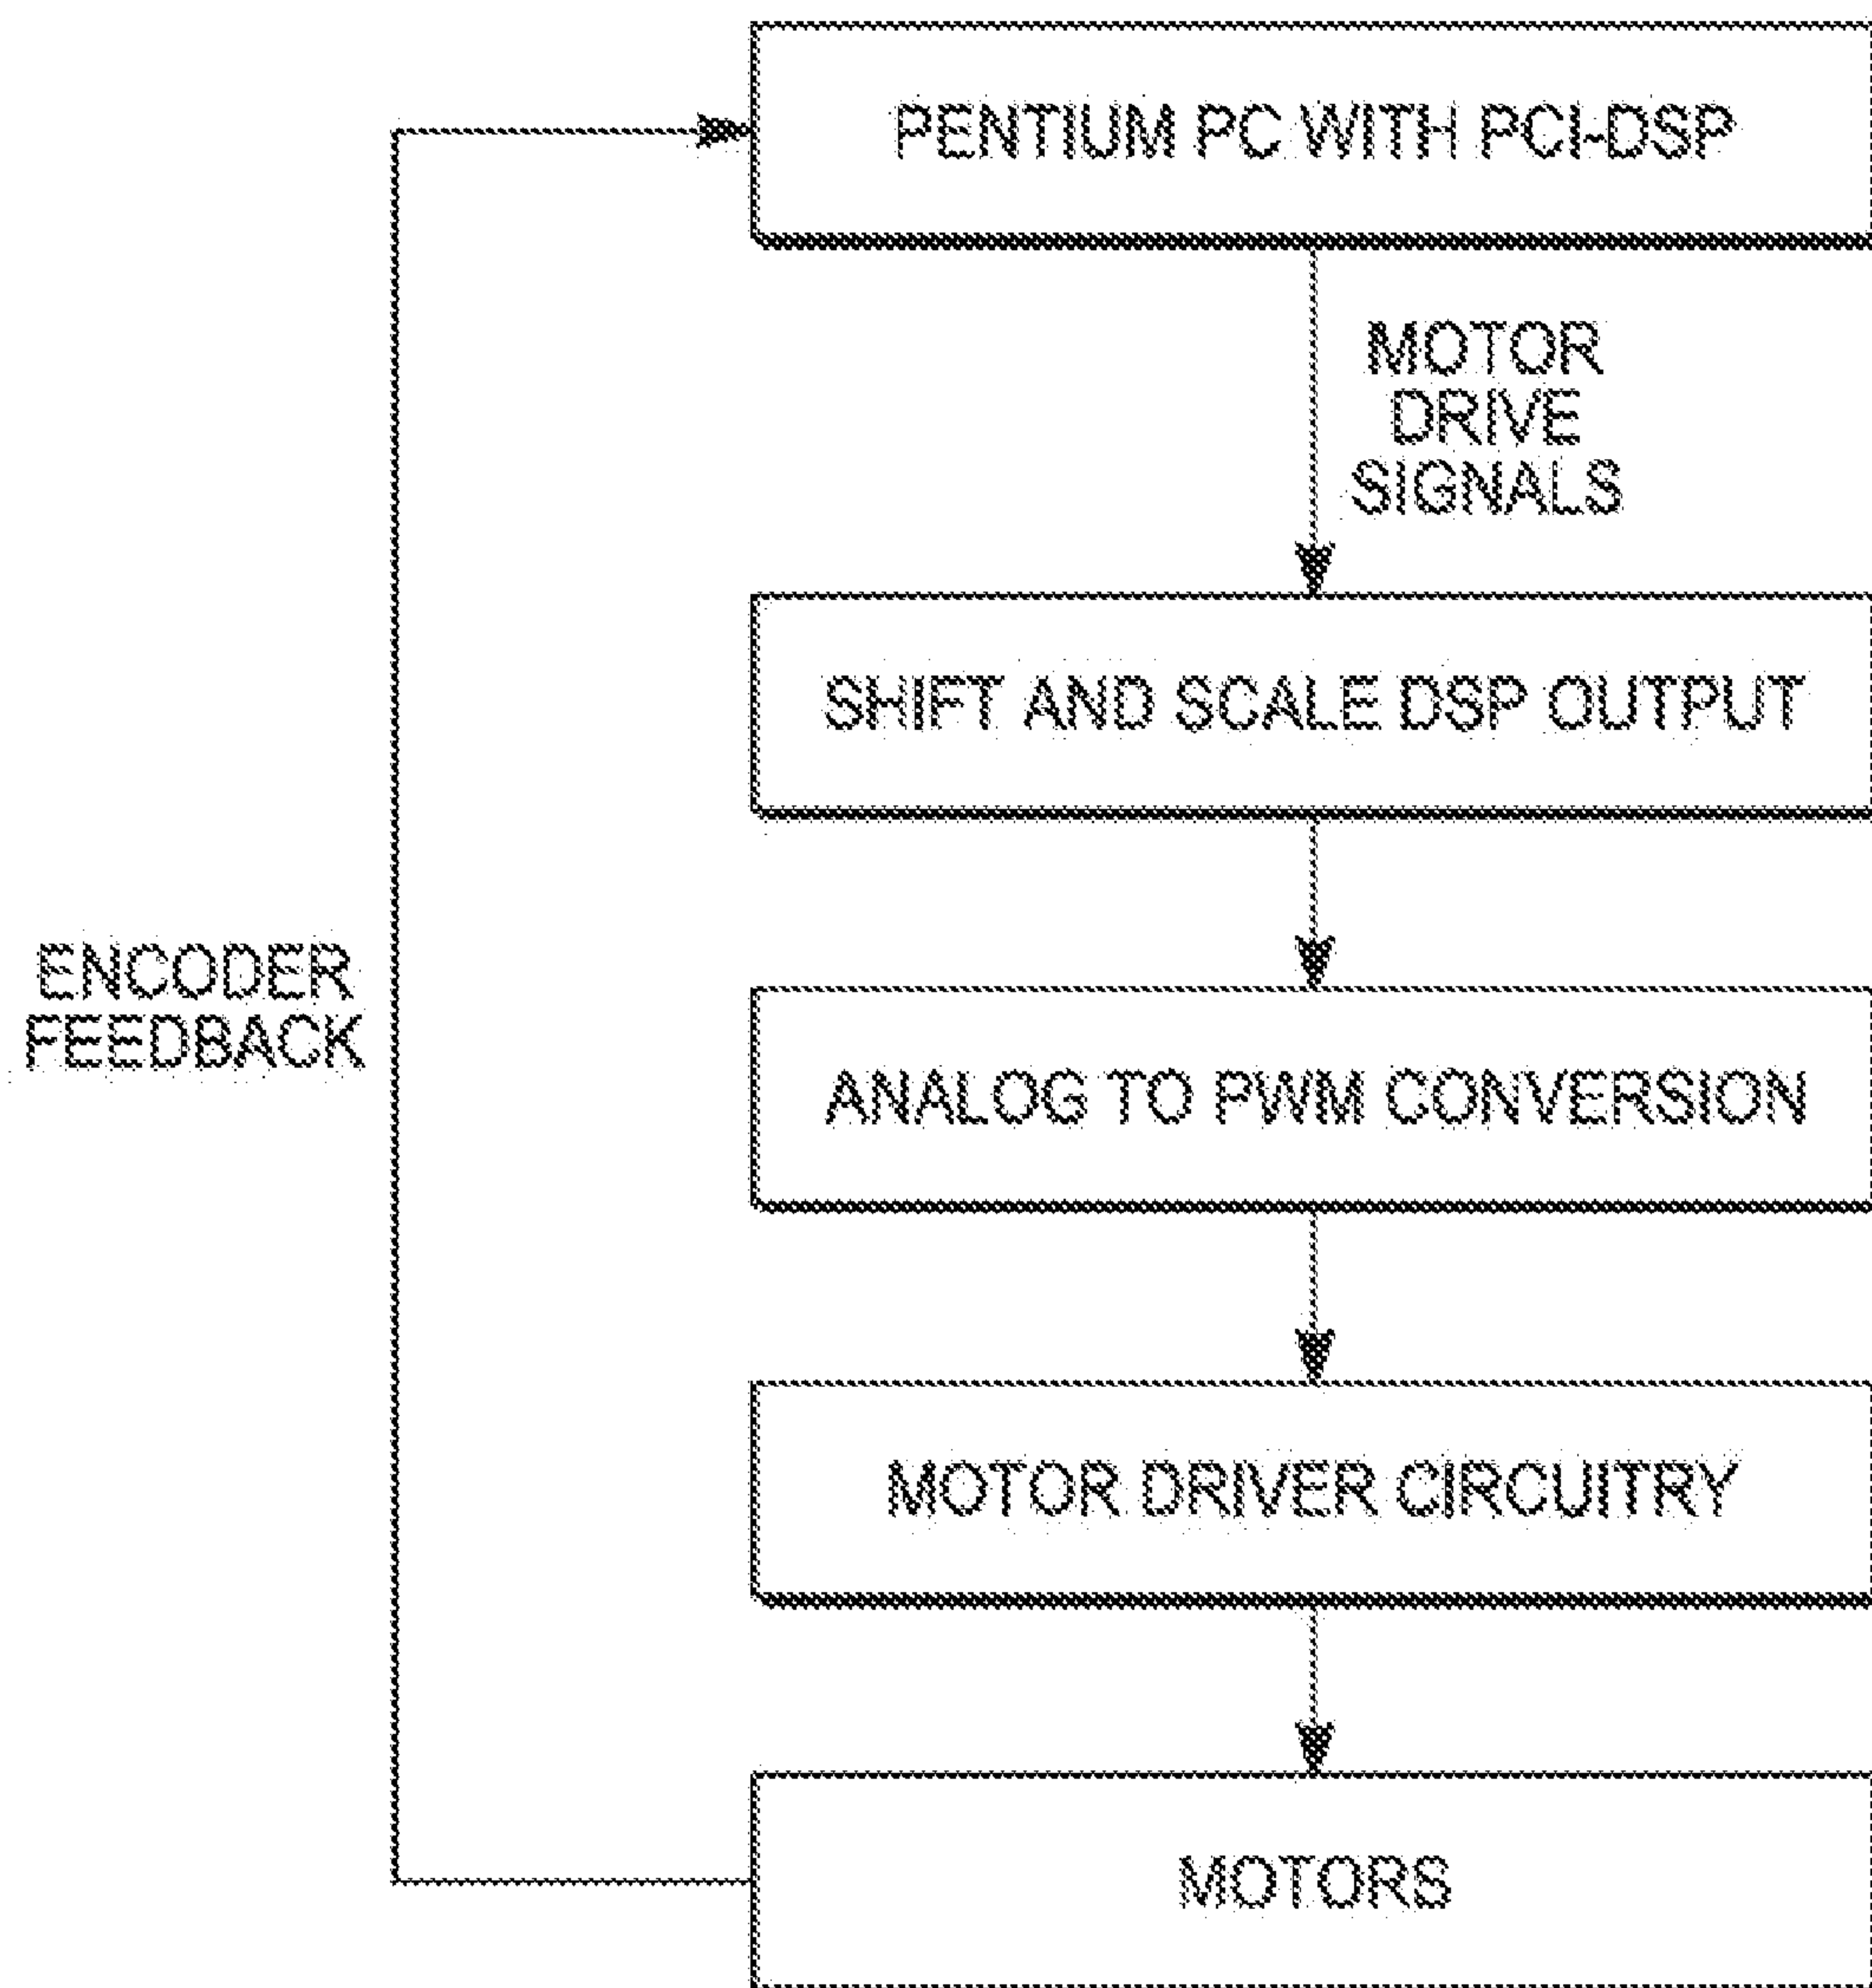 PENTIUM PC WITH PCI-DSP
MOTOR
DRIVE
SIGNALS
SHIFT AND SCALE DSP OUTPUT
ENCODER
FEEDBACK
ANALOG TO PWM CONVERSION
MOTOR DRIVER CIRCUITRY
MOTORS